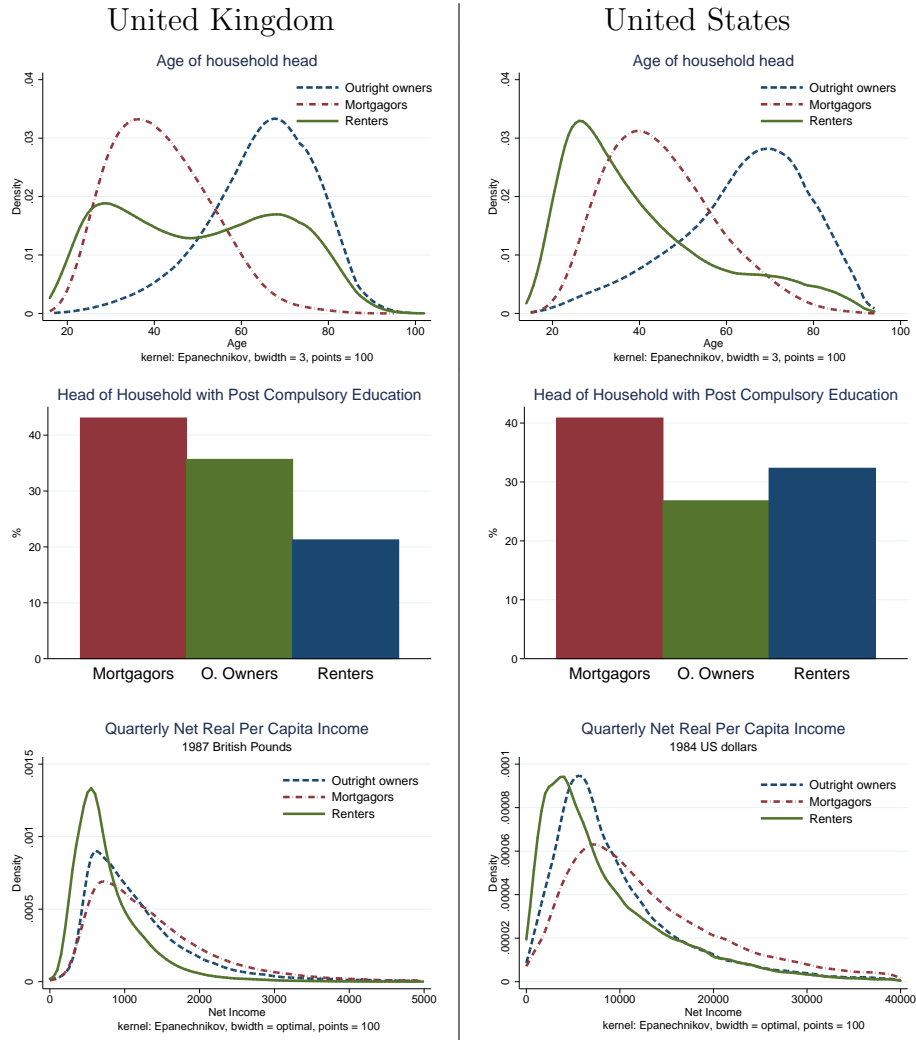 United Kingdom
Age of household head
Outright owners
Mortgagors
Renters
Density
0 .01 .02 .03 .04
20 40 60 80 100
Age
kernel: Epanechnikov, bwidth = 3, points = 100
Head of Household with Post Compulsory Education
%
40
30
20
10
0
Mortgagors O. Owners Renters
Quarterly Net Real Per Capita Income
1987 British Pounds
Outright owners
Mortgagors
Renters
Density
0 .0005 .001 .0015
0 1000 2000 3000 4000 5000
Net Income
kernel: Epanechnikov, bwidth = optimal, points = 100
United States
Age of household head
Outright owners
Mortgagors
Renters
Density
0 .01 .02 .03 .04
20 40 60 80 100
Age
kernel: Epanechnikov, bwidth = 3, points = 100
Head of Household with Post Compulsory Education
%
40
30
20
10
0
Mortgagors O. Owners Renters
Quarterly Net Real Per Capita Income
1984 US dollars
Outright owners
Mortgagors
Renters
Density
0 .00002 .00004 .00006 .00008 .0001
0 10000 20000 30000 40000
Net Income
kernel: Epanechnikov, bwidth = optimal, points = 100